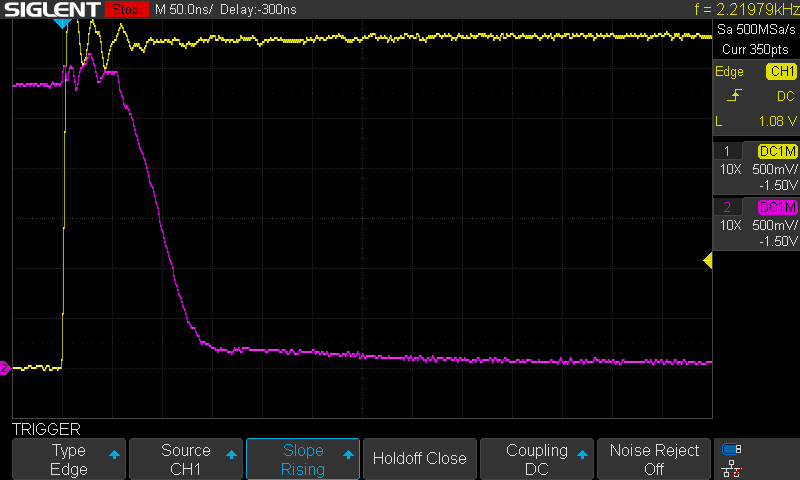 SIGLENT Stop M 50.0ns/ Delay:-300ns f = 2.21979kHz
Sa 500MSa/s
Curr 350pts
Edge CH1
DC
L 1.08 V
1 DC1M
10X 500mV/
-1.50V
2 DC1M
10X 500mV/
-1.50V
2
TRIGGER
Type Source Slope Holdoff Close Coupling Noise Reject
Edge CH1 Rising DC Off